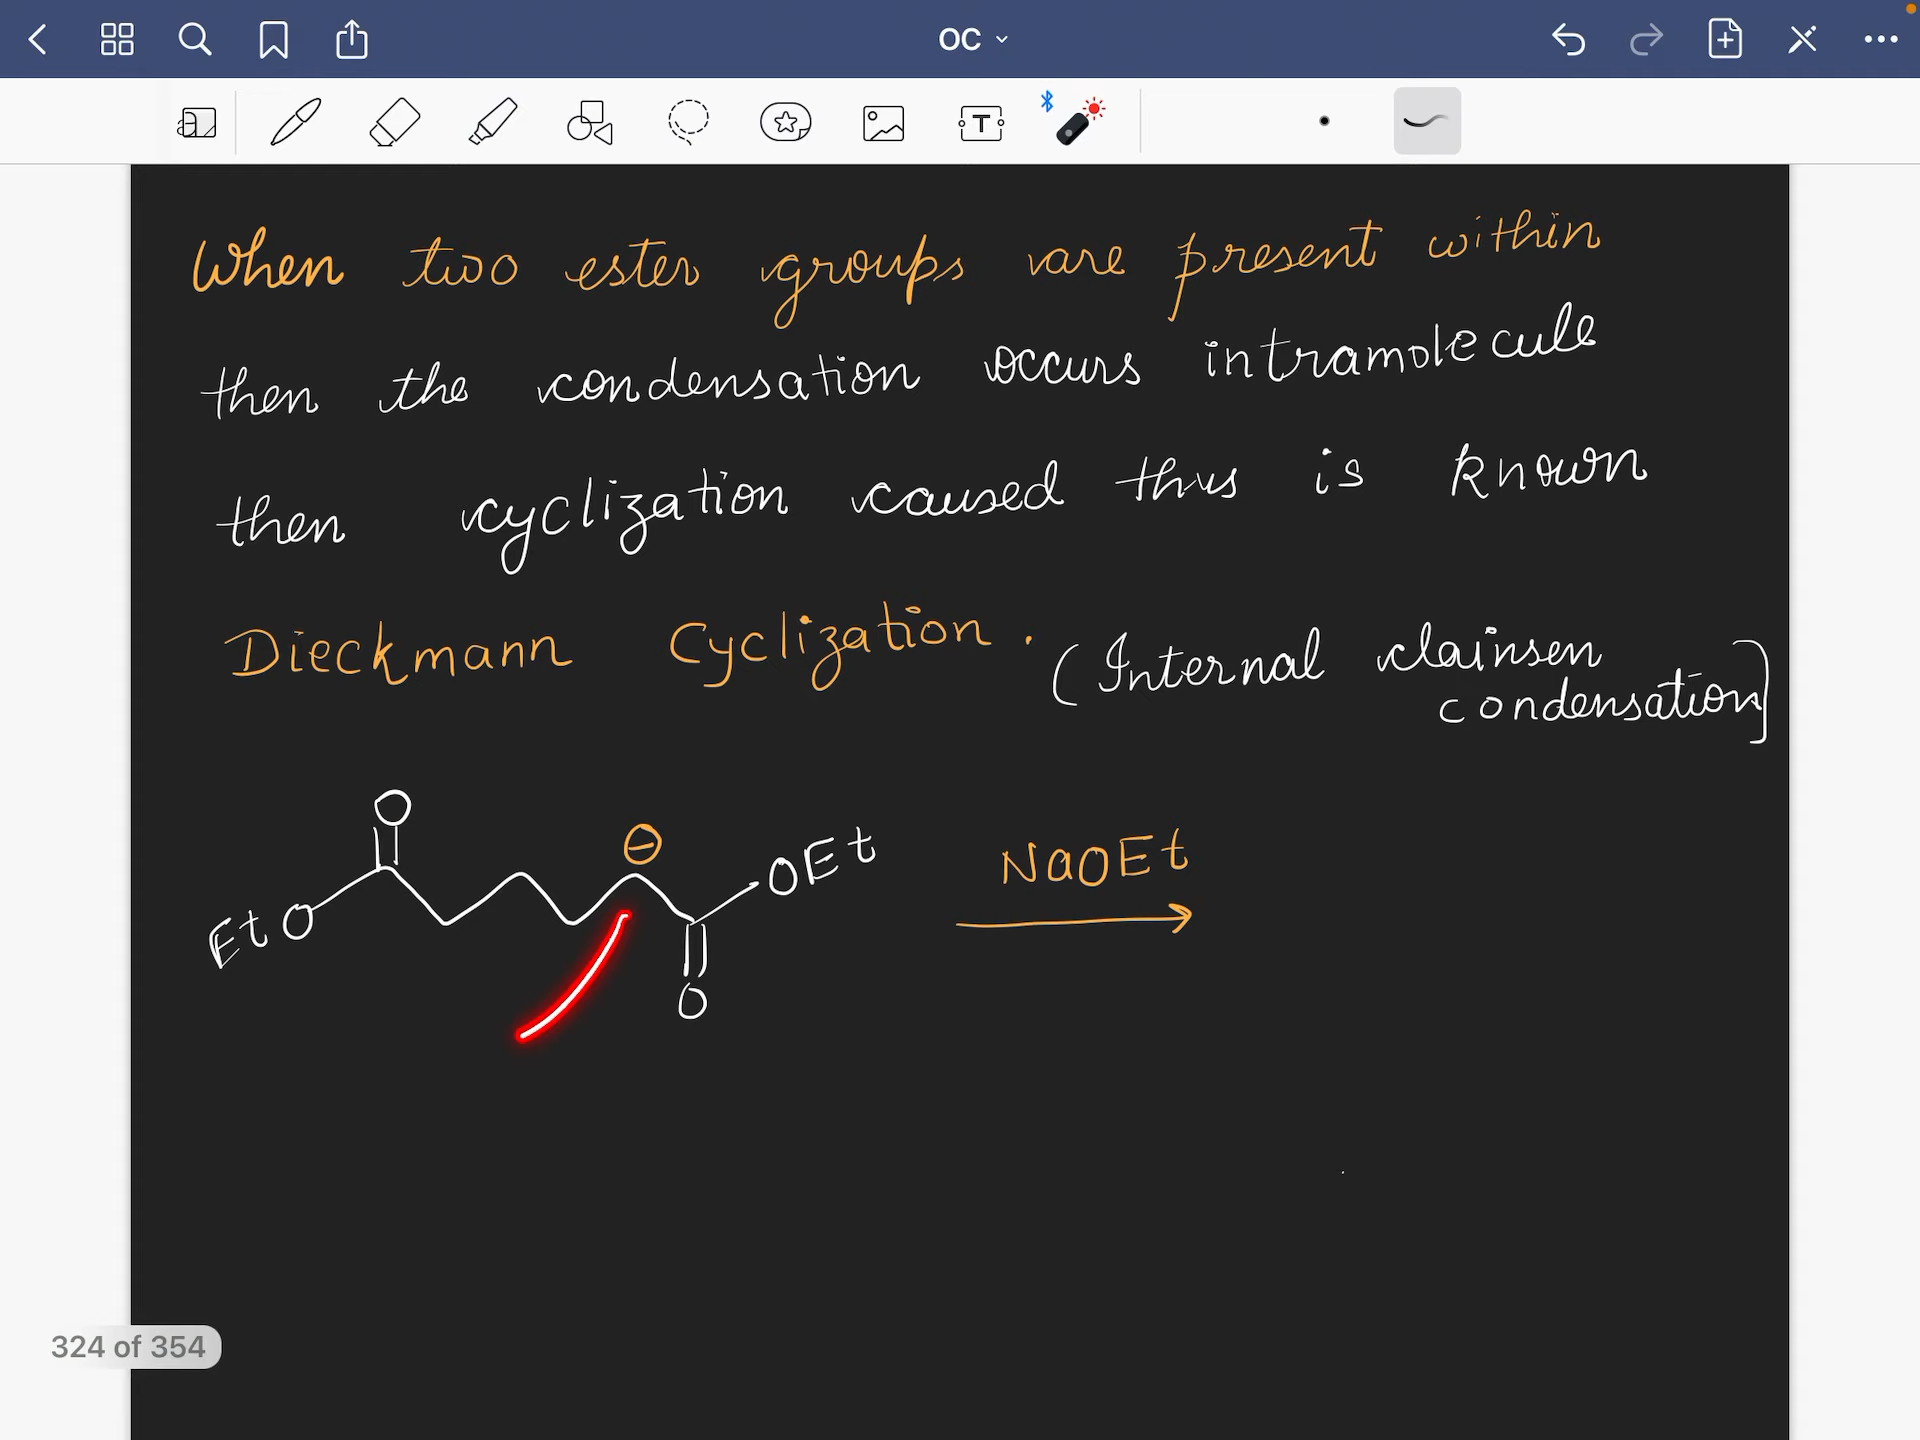 OC
T
When two ester groups are present within
then the condensation occurs intramolecule
then cyclization caused thus is known
Dieckmann Cyclization. (Internal clainsen
condensation]
O
EtO
⊖
OEt
O
NaOEt
324 of 354